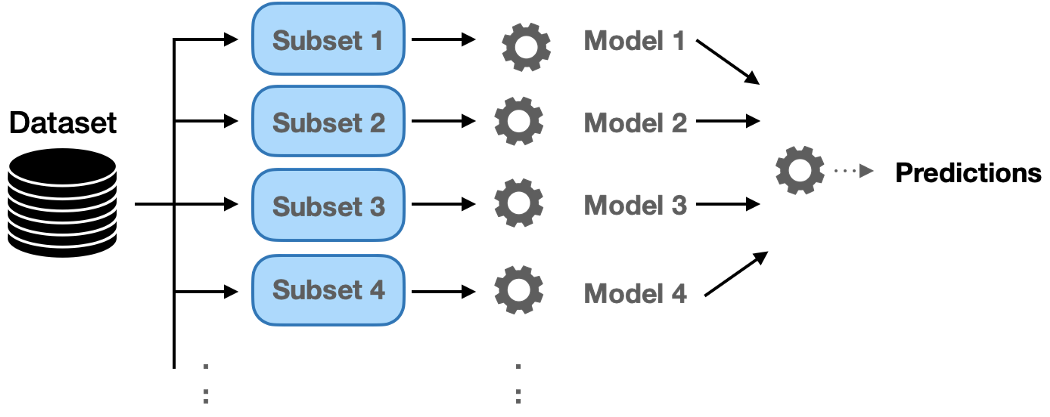 Dataset
Subset 1
Model 1
Subset 2
Model 2
Subset 3
Model 3
Subset 4
Model 4
Predictions